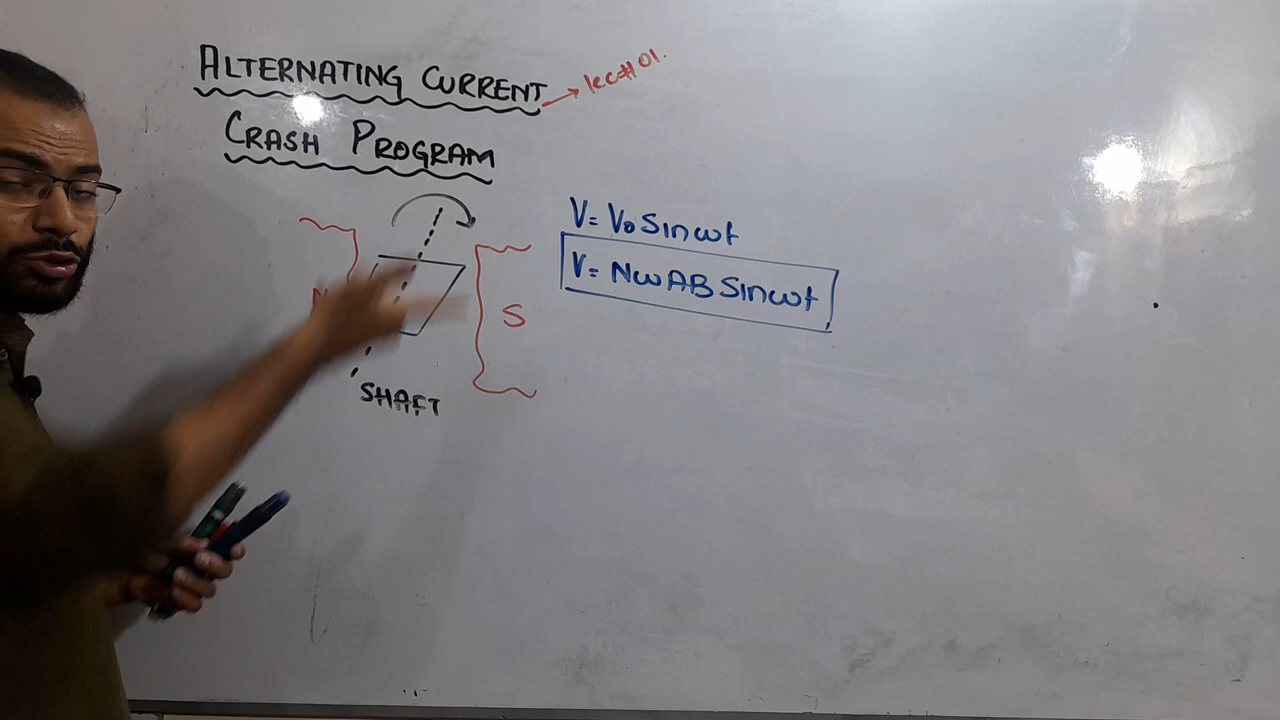 ALTERNATING CURRENT → lec#01.
CRASH PROGRAM
V = V₀ Sinωt
V = NωAB Sinωt
N
S
SHAFT